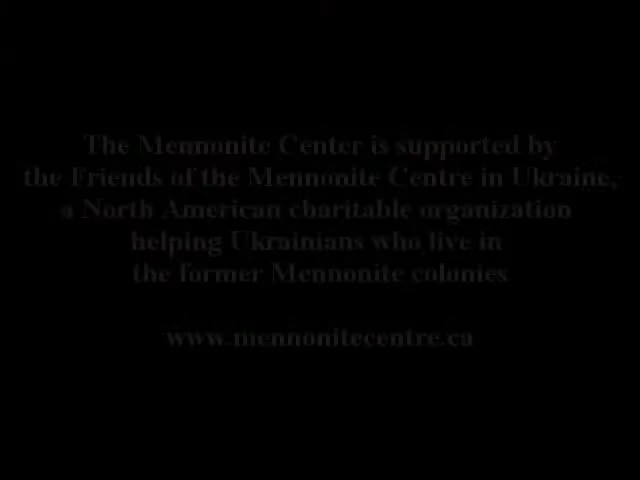 The Mennonite Center is supported by
the Friends of the Mennonite Centre in Ukraine,
a North American charitable organization
helping Ukrainians who live in
the former Mennonite colonies
www.mennonitecentre.ca